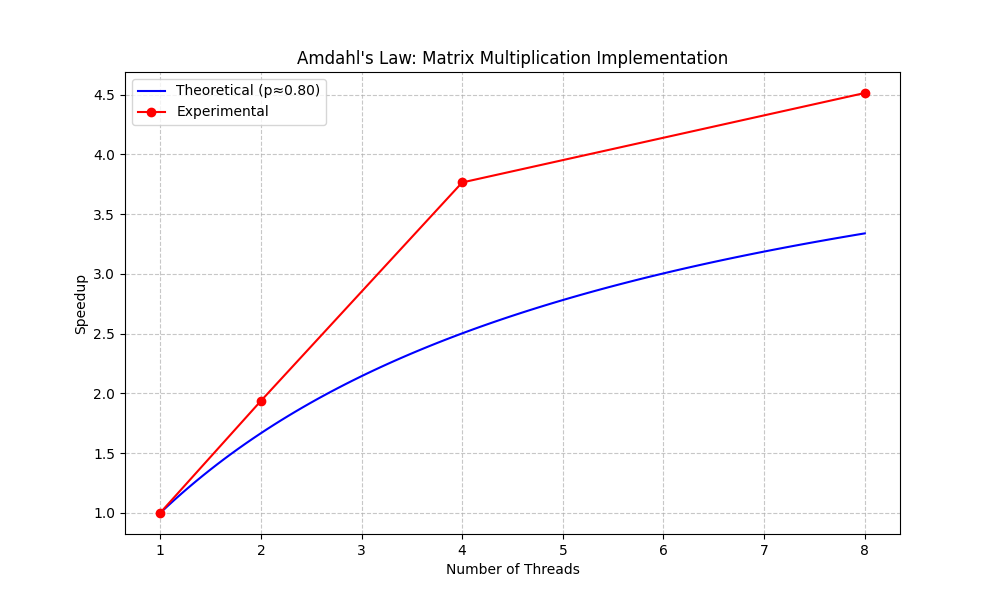 Amdahl's Law: Matrix Multiplication Implementation
Theoretical (p≈0.80)
Experimental
Speedup
4.5
4.0
3.5
3.0
2.5
2.0
1.5
1.0
1 2 3 4 5 6 7 8
Number of Threads